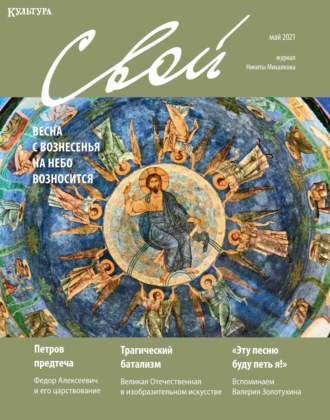 КУЛЬТУРА
Свой
май 2021
журнал
Никиты Михалкова
ВЕСНА
С ВОЗНЕСЕНЬЯ
НА НЕБО
ВОЗНОСИТСЯ
Петров
предтеча
Федор Алексеевич
и его царствование
Трагический
батализм
Великая Отечественная
в изобразительном искусстве
«Эту песню
буду петь я!»
Вспоминаем
Валерия Золотухина